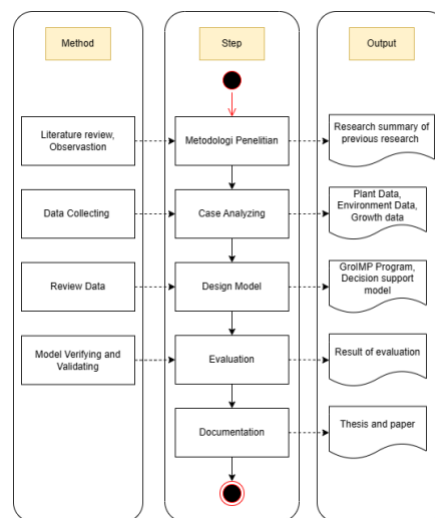 Method
Step
Output
Literature review,
Observastion
Metodologi Penelitian
Research summary of
previous research
Data Collecting
Case Analyzing
Plant Data,
Environment Data,
Growth data
Review Data
Design Model
GroIMP Program,
Decision support
model
Model Verifying and
Validating
Evaluation
Result of evaluation
Documentation
Thesis and paper